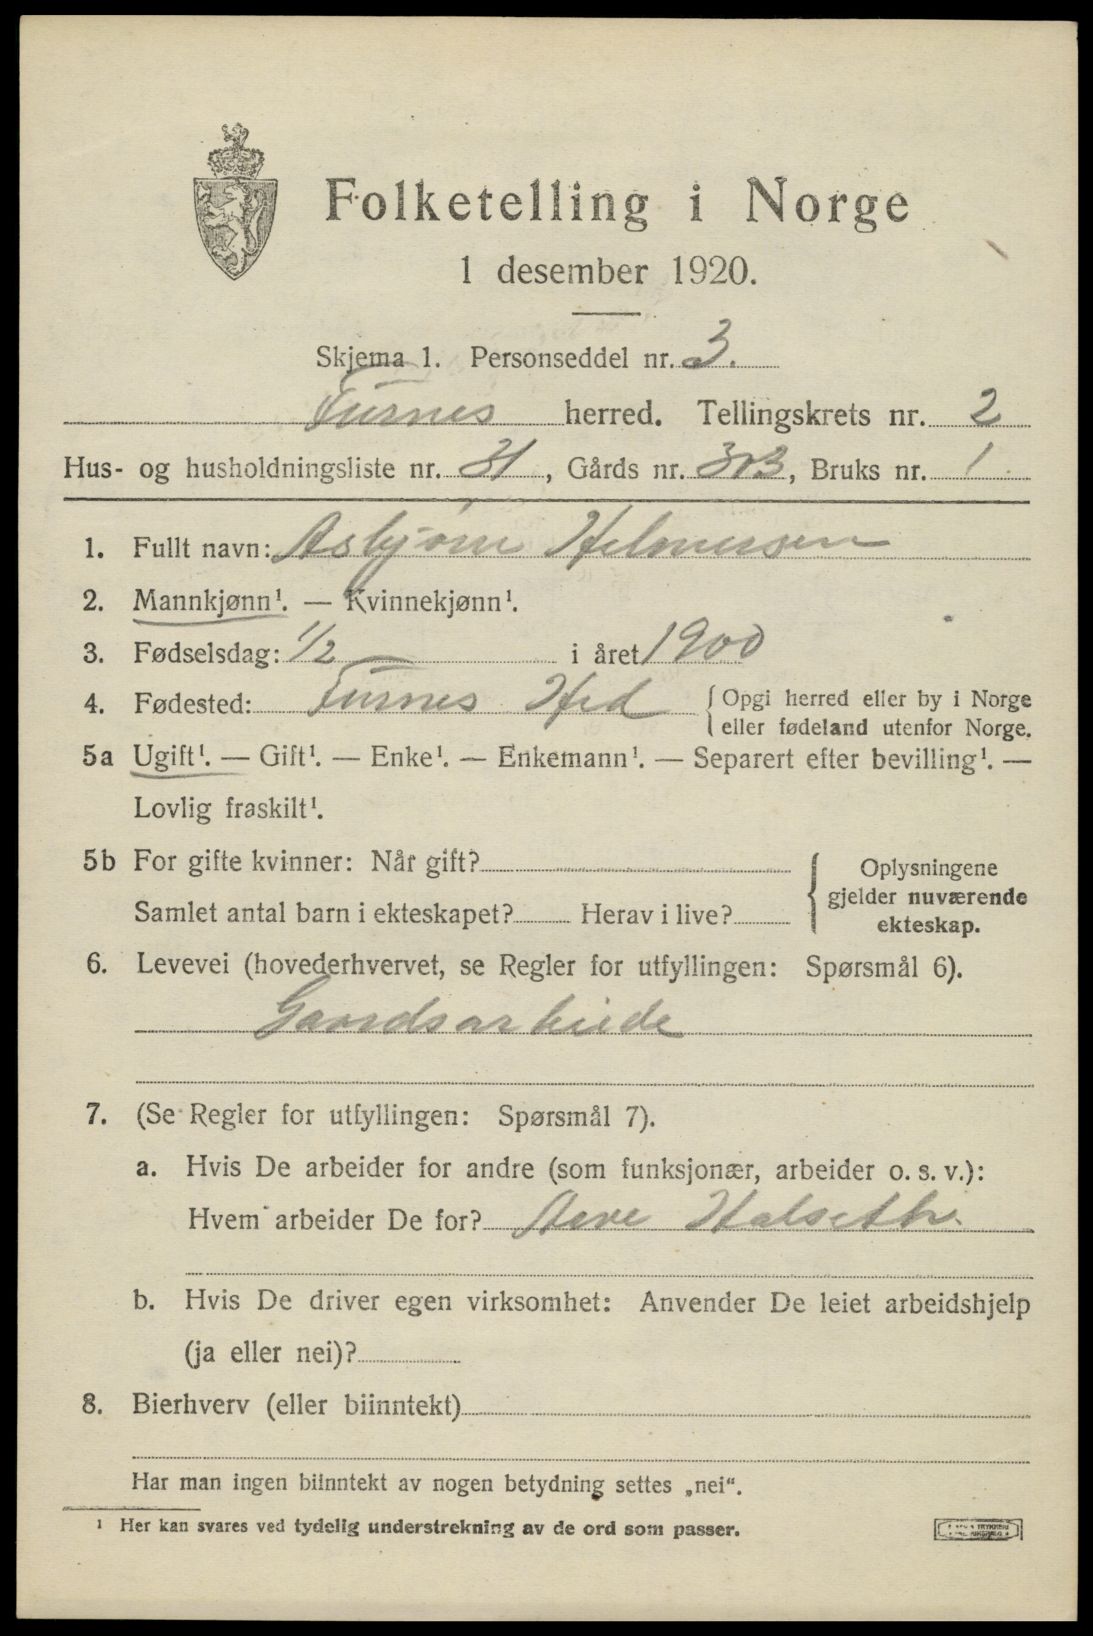 Folketelling i Norge
1 desember 1920.
Skjema 1. Personseddel nr. 3.
Furnes herred. Tellingskrets nr. 2
Hus- og husholdningsliste nr. 31, Gårds nr. Bruks nr. 1
1. Fullt navn: Asbjørn Helmersen
2. Mannkjønn¹. — Kvinnekjønn¹.
3. Fødselsdag: 1/2 i året 1900
4. Fødested: Furnes Hed { Opgi herred eller by i Norge
eller fødeland utenfor Norge.
5a Ugift¹. — Gift¹. — Enke¹. — Enkemann¹. — Separert efter bevilling¹. —
Lovlig fraskilt¹.
5b For gifte kvinner: Når gift? { Oplysningene
gjelder nuværende
ekteskap.
Samlet antal barn i ekteskapet? Herav i live?
6. Levevei (hovederhvervet, se Regler for utfyllingen: Spørsmål 6).
Gaardsarbeide
7. (Se Regler for utfyllingen: Spørsmål 7).
a. Hvis De arbeider for andre (som funksjonær, arbeider o. s. v.):
Hvem arbeider De for? Halseth.
b. Hvis De driver egen virksomhet: Anvender De leiet arbeidshjelp
(ja eller nei)?
8. Bierhverv (eller biinntekt)
Har man ingen biinntekt av nogen betydning settes „nei“.
¹ Her kan svares ved tydelig understrekning av de ord som passer.